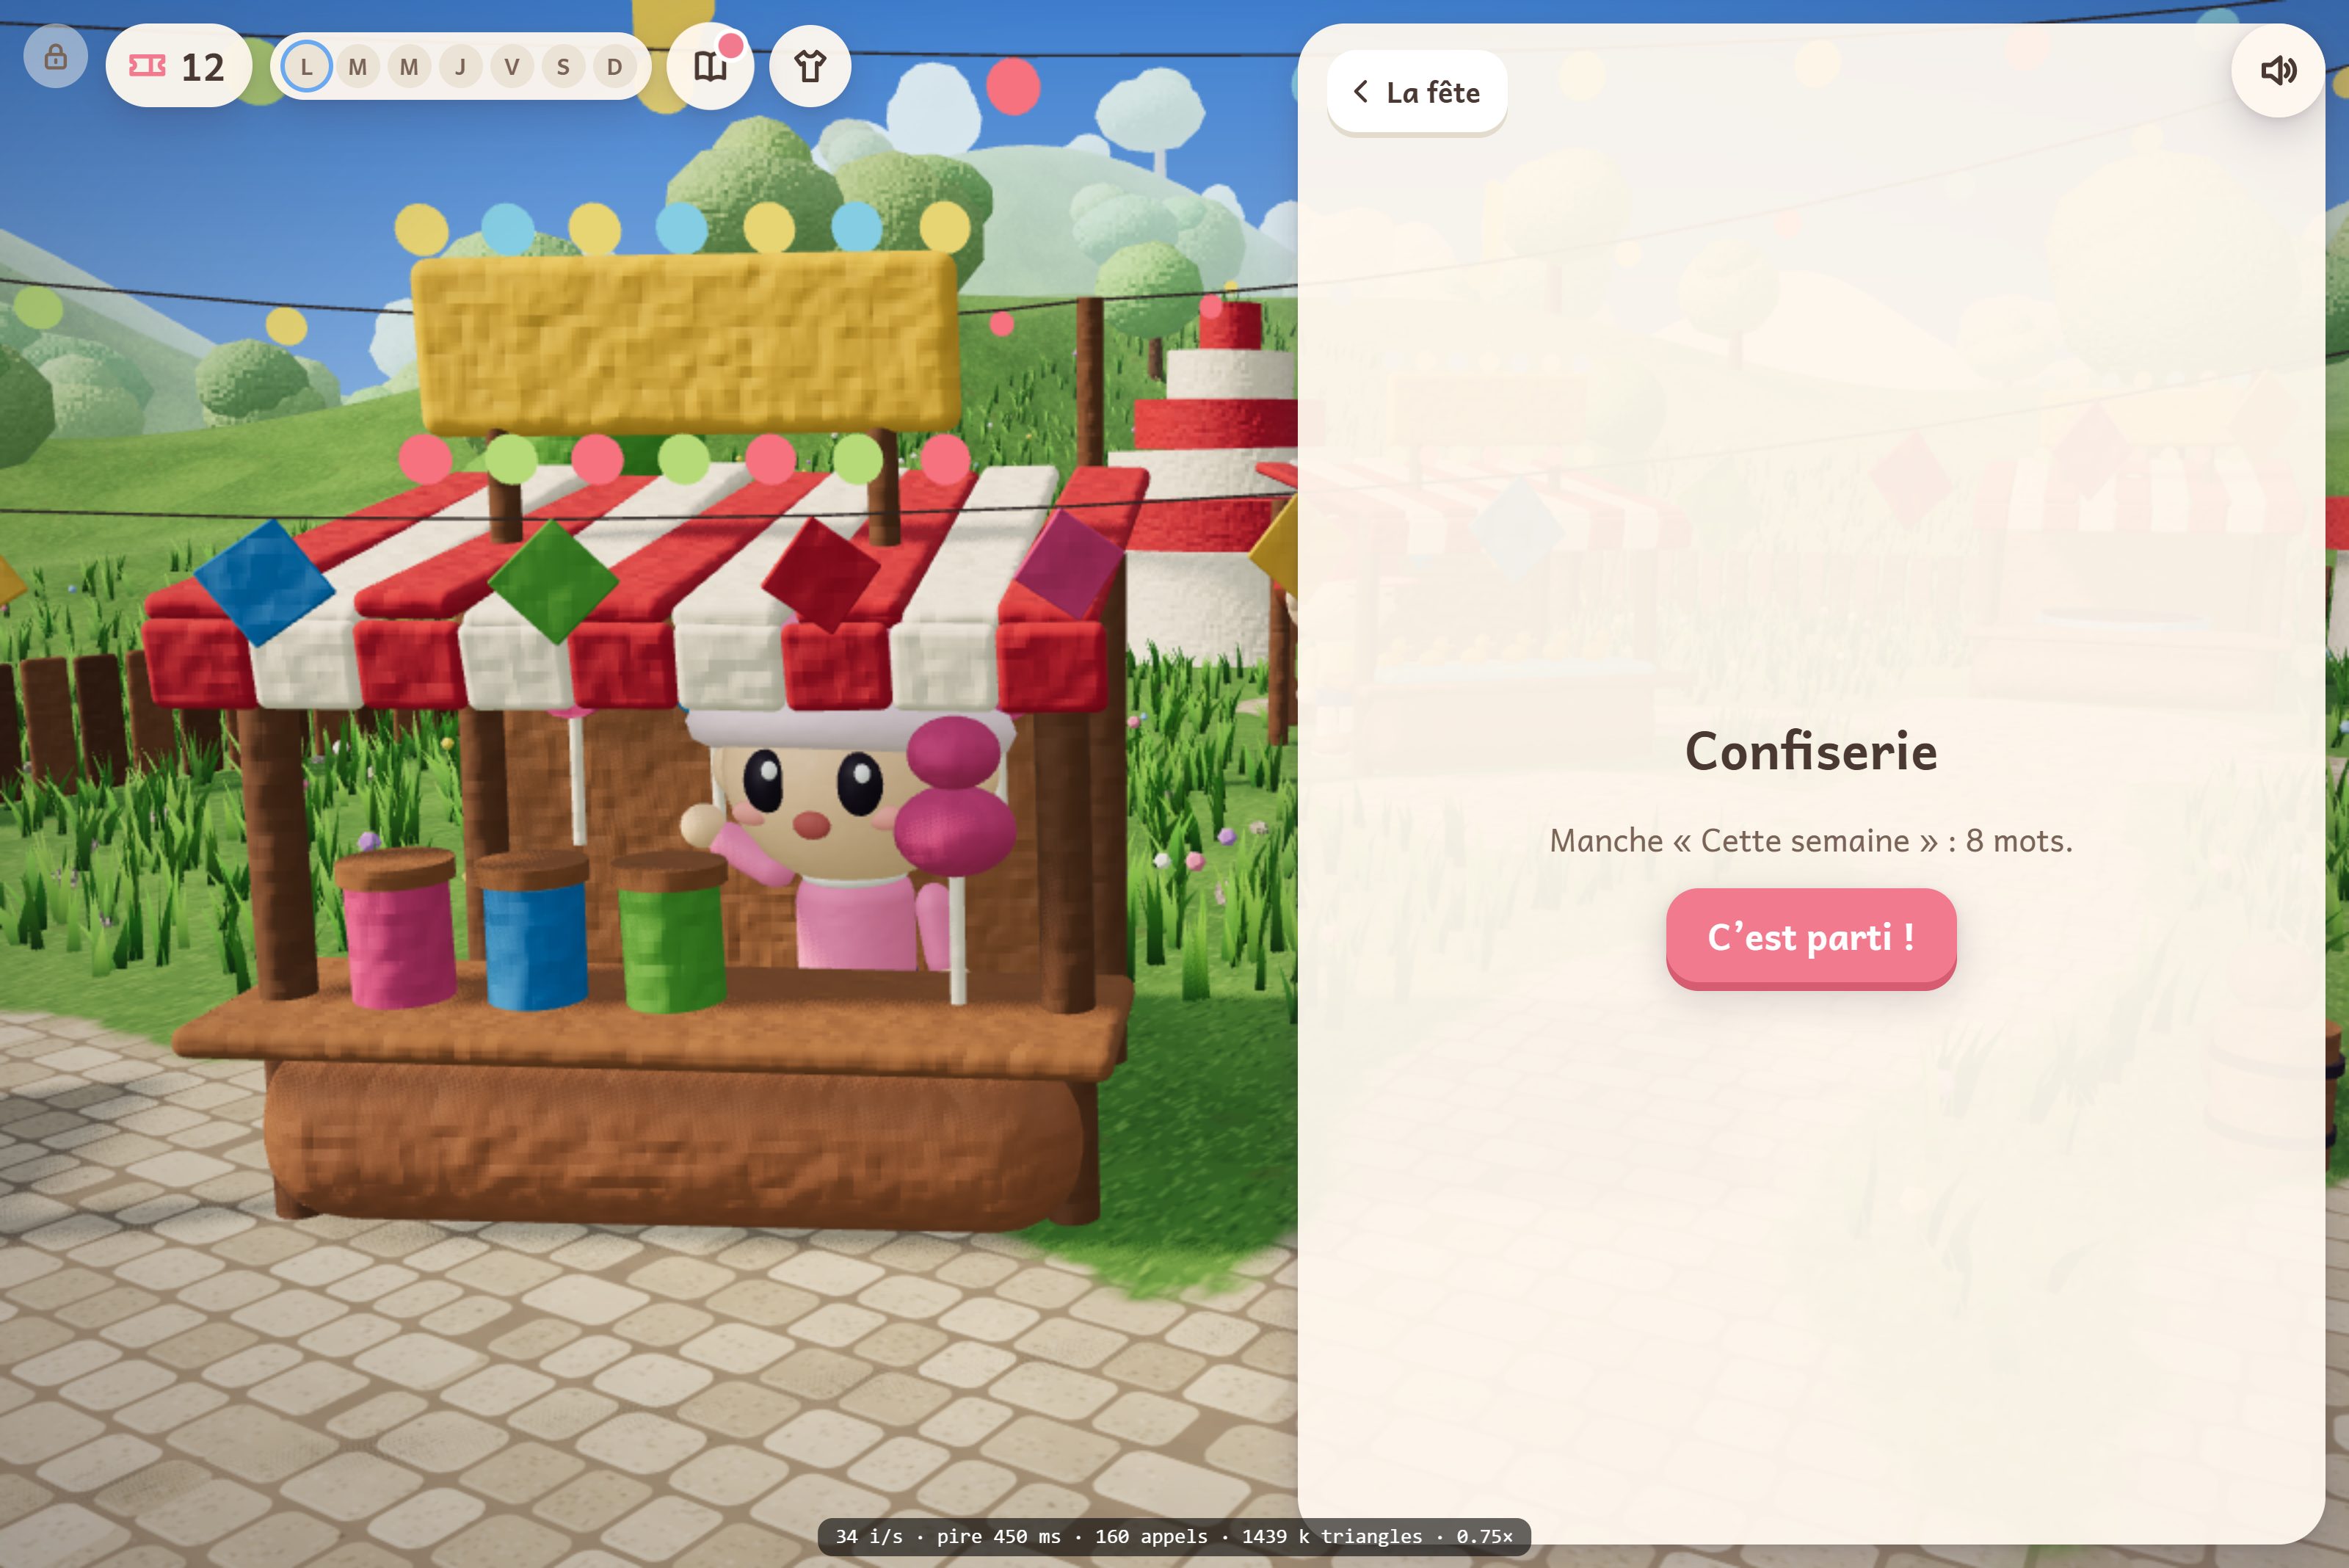 12
L M M J V S D
La fête
Confiserie
Manche « Cette semaine » : 8 mots.
C’est parti !
34 i/s · pire 450 ms · 160 appels · 1439 k triangles · 0.75×